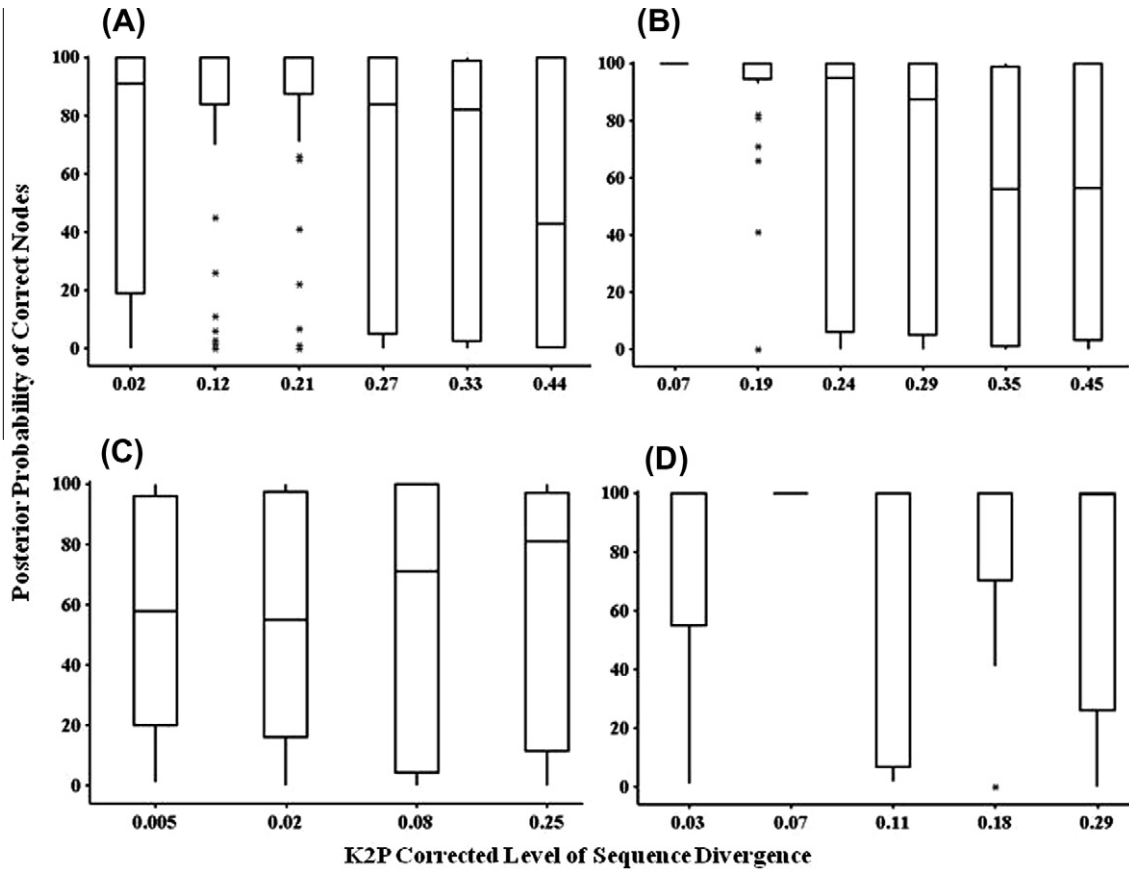 (A)
100
80
60
40
20
0
0.02 0.12 0.21 0.27 0.33 0.44
(B)
100
80
60
40
20
0
0.07 0.19 0.24 0.29 0.35 0.45
Posterior Probability of Correct Nodes
(C)
100
80
60
40
20
0
0.005 0.02 0.08 0.25
(D)
100
80
60
40
20
0
0.03 0.07 0.11 0.18 0.29
K2P Corrected Level of Sequence Divergence